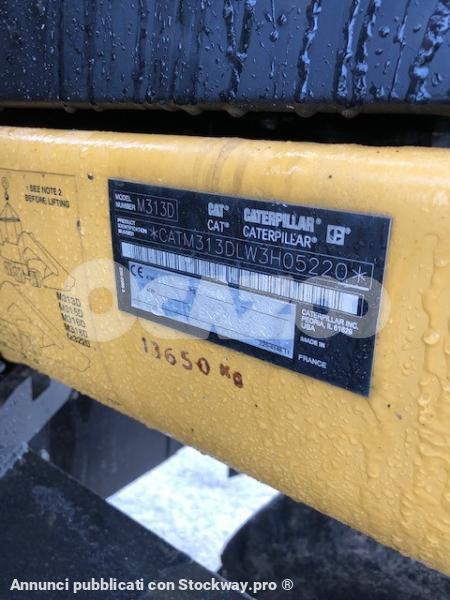 SEE NOTE 2
BEFORE LIFTING
M313D
M315D
M316D
M318D
M322D
MODEL NUMBER M313D
CAT CATERPILLAR
CAT CATERPILLAR
PRODUCT IDENTIFICATION NUMBER *CATM313DLW3H05220*
CE
CATERPILLAR INC.
PEORIA, IL 61629
USA
MADE IN
FRANCE
13650 Kg
Annunci pubblicati con Stockway.pro ®